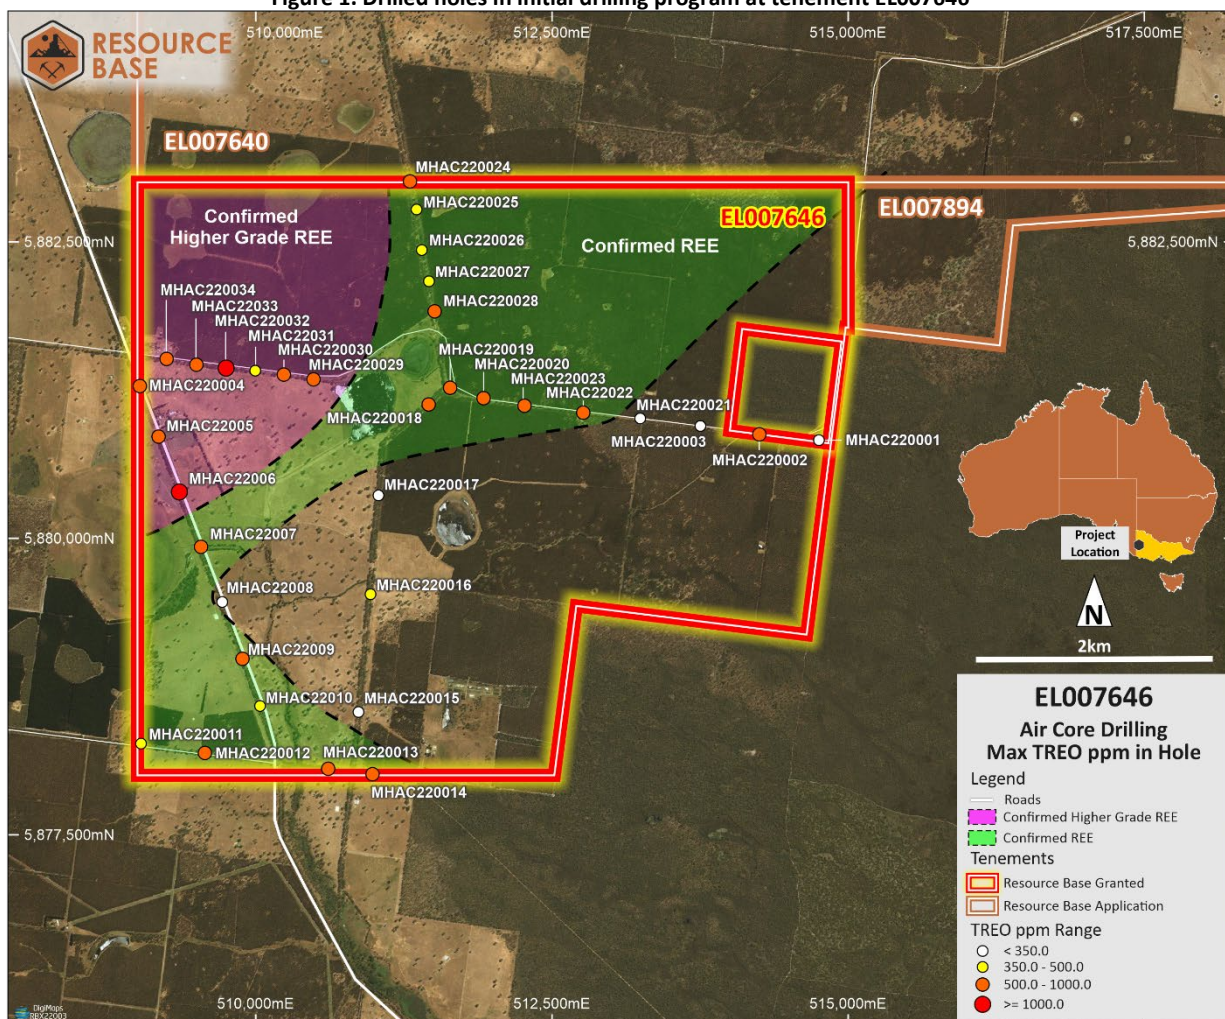 Figure 1: Drilled holes in initial drilling program at tenement EL007646
510,000mE
512,500mE
515,000mE
517,500mE
RESOURCE
BASE
EL007640
MHAC220024
MHAC220025
EL007646
EL007894
Confirmed
Higher Grade REE
Confirmed REE
5,882,500mN
5,882,500mN
MHAC220026
MHAC220027
MHAC220028
MHAC220034
MHAC22033
MHAC220032
MHAC22031
MHAC220030
MHAC220029
MHAC220019
MHAC220020
MHAC220023
MHAC22022
MHAC220004
MHAC220018
MHAC220021
MHAC220003
MHAC220002
MHAC220001
MHAC22005
MHAC22006
MHAC220017
MHAC22007
5,880,000mN
Project
Location
MHAC22008
MHAC220016
N
2km
MHAC22009
MHAC22010
MHAC220015
MHAC220011
MHAC220012
MHAC220013
MHAC220014
5,877,500mN
EL007646
Air Core Drilling
Max TREO ppm in Hole
Legend
Roads
Confirmed Higher Grade REE
Confirmed REE
Tenements
Resource Base Granted
Resource Base Application
TREO ppm Range
< 350.0
350.0 - 500.0
500.0 - 1000.0
>= 1000.0
510,000mE
512,500mE
515,000mE
DigiMaps
RBX22003